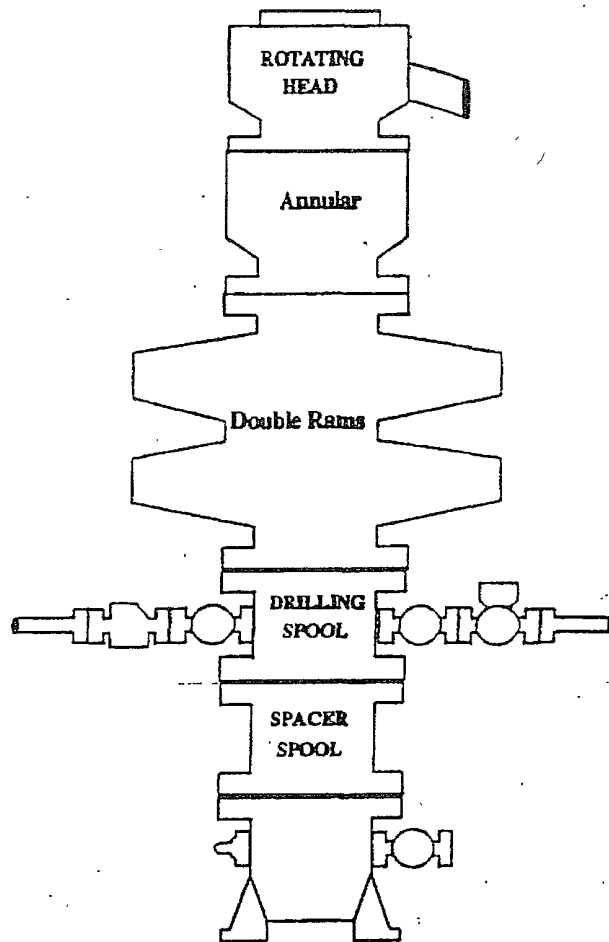 ROTATING
HEAD
Annular
Double Rams
DRILLING
SPOOL
SPACER
SPOOL